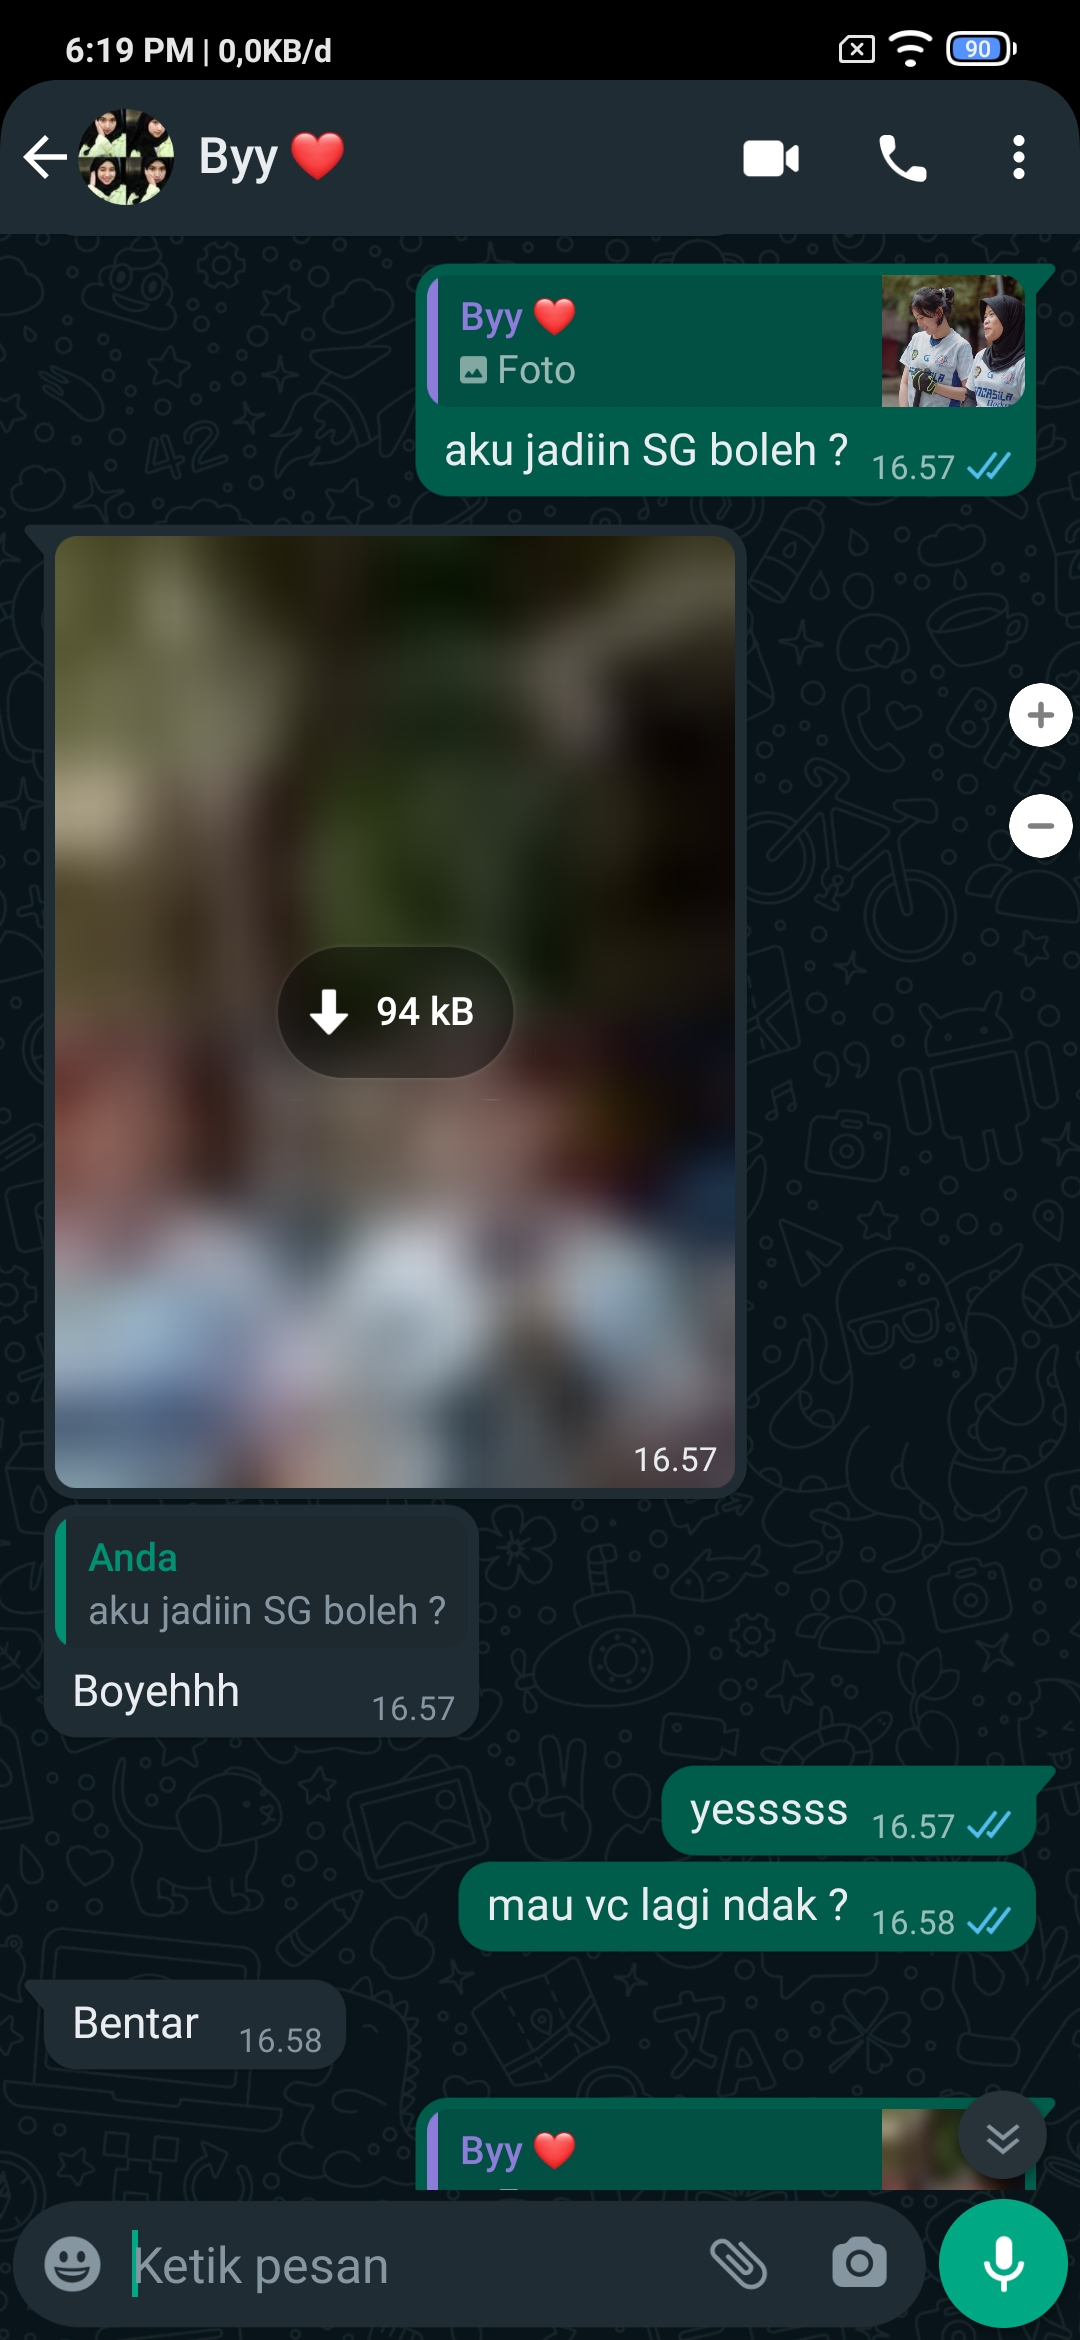 6:19 PM | 0,0KB/d
90
Byy ❤️
Byy ❤️
Foto
aku jadiin SG boleh ?
16.57
94 kB
16.57
Anda
aku jadiin SG boleh ?
Boyehhh
16.57
yesssss
16.57
mau vc lagi ndak ?
16.58
Bentar
16.58
Byy ❤️
Ketik pesan